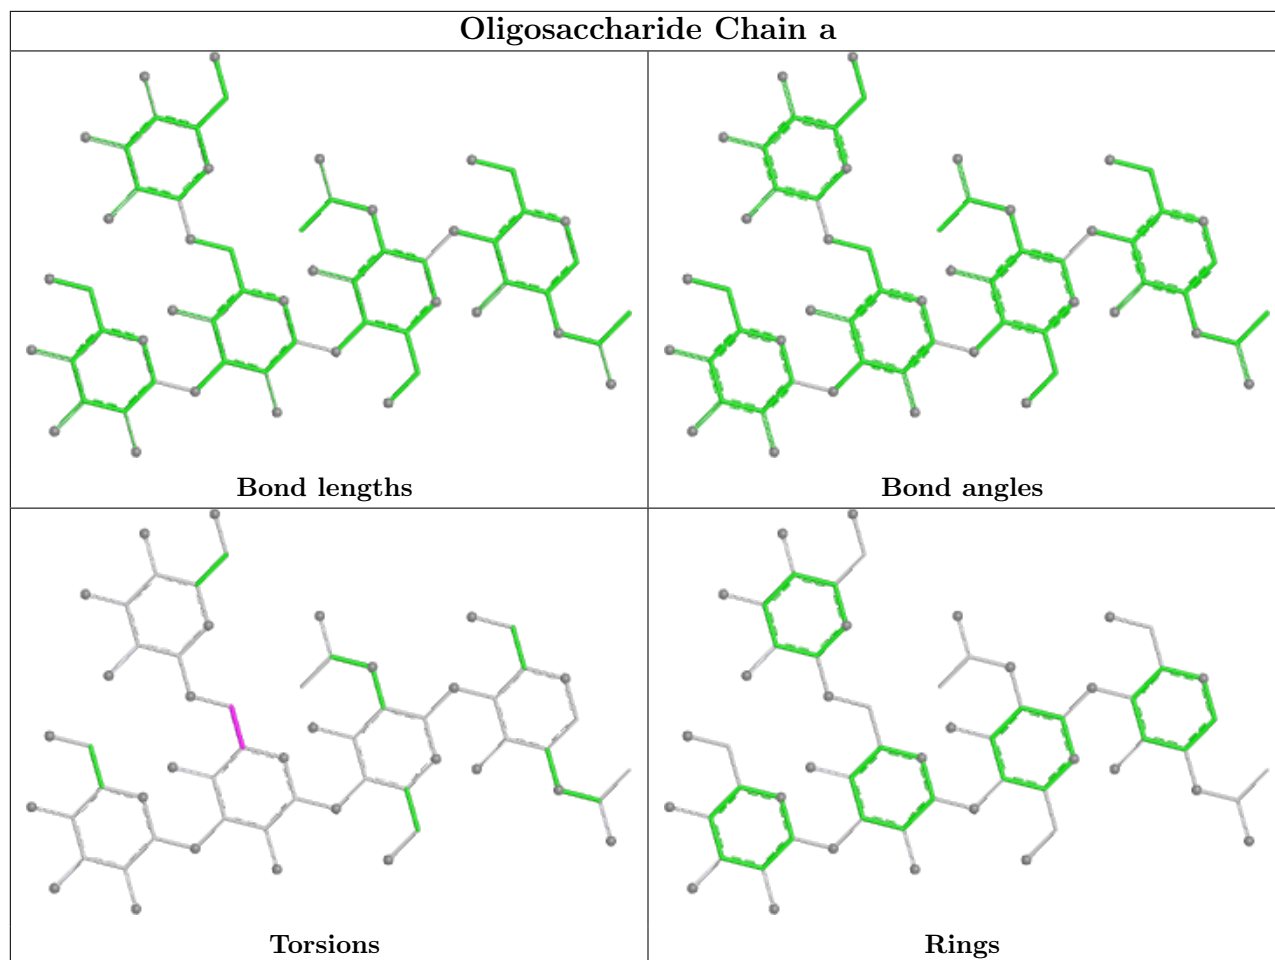 Oligosaccharide Chain a
Bond lengths
Bond angles
Torsions
Rings